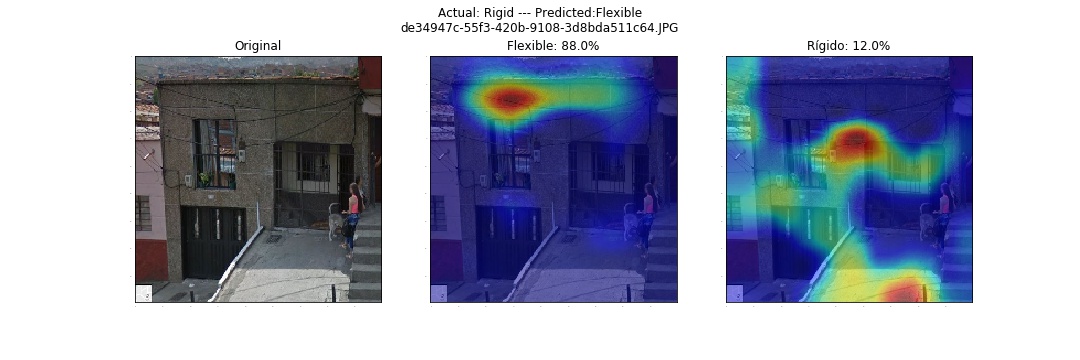 Actual: Rigid --- Predicted:Flexible
de34947c-55f3-420b-9108-3d8bda511c64.JPG
Original
Flexible: 88.0%
Rígido: 12.0%